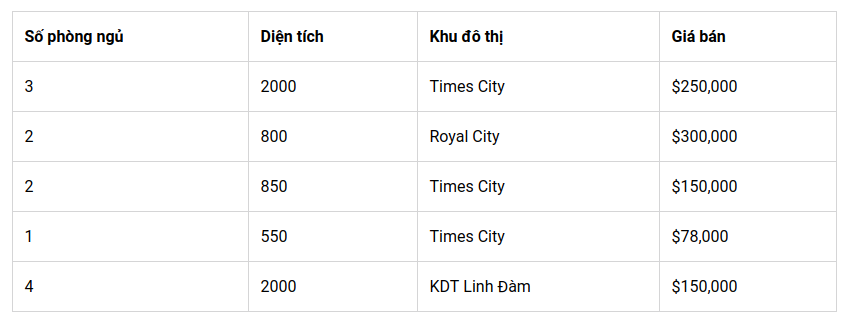 Số phòng ngủ Diện tích Khu đô thị Giá bán
3 2000 Times City $250,000
2 800 Royal City $300,000
2 850 Times City $150,000
1 550 Times City $78,000
4 2000 KDT Linh Đàm $150,000